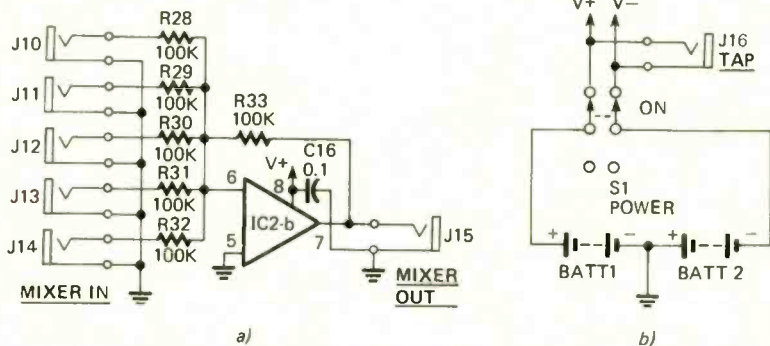 R28
100K
J10
R29
100K
J11
R30
100K
J12
R31
100K
J13
R32
100K
J14
MIXER IN
R33
100K
C16
0.1
V+
8
6
5
7
IC2-b
J15
MIXER
OUT
a)
V+ V−
J16
TAP
ON
S1
POWER
+ − + −
BATT1 BATT 2
b)